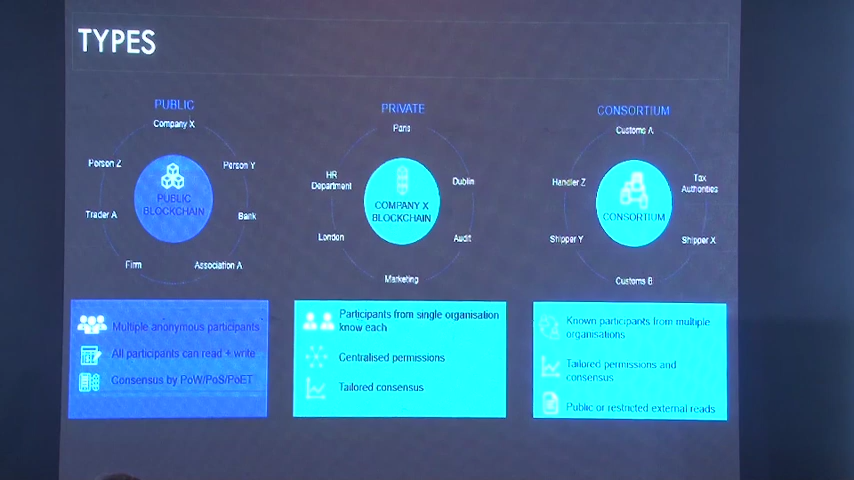 TYPES
PUBLIC
Company X
Person Z
Person Y
PUBLIC
BLOCKCHAIN
Trader A
Bank
Firm
Association A
Multiple anonymous participants
All participants can read + write
Consensus by PoW/PoS/PoET
PRIVATE
Paris
HR
Department
Dublin
COMPANY X
BLOCKCHAIN
London
Audit
Marketing
Participants from single organisation
know each
Centralised permissions
Tailored consensus
CONSORTIUM
Customs A
Handler Z
Tax
Authorities
CONSORTIUM
Shipper Y
Shipper X
Customs B
Known participants from multiple
organisations
Tailored permissions and
consensus
Public or restricted external reads